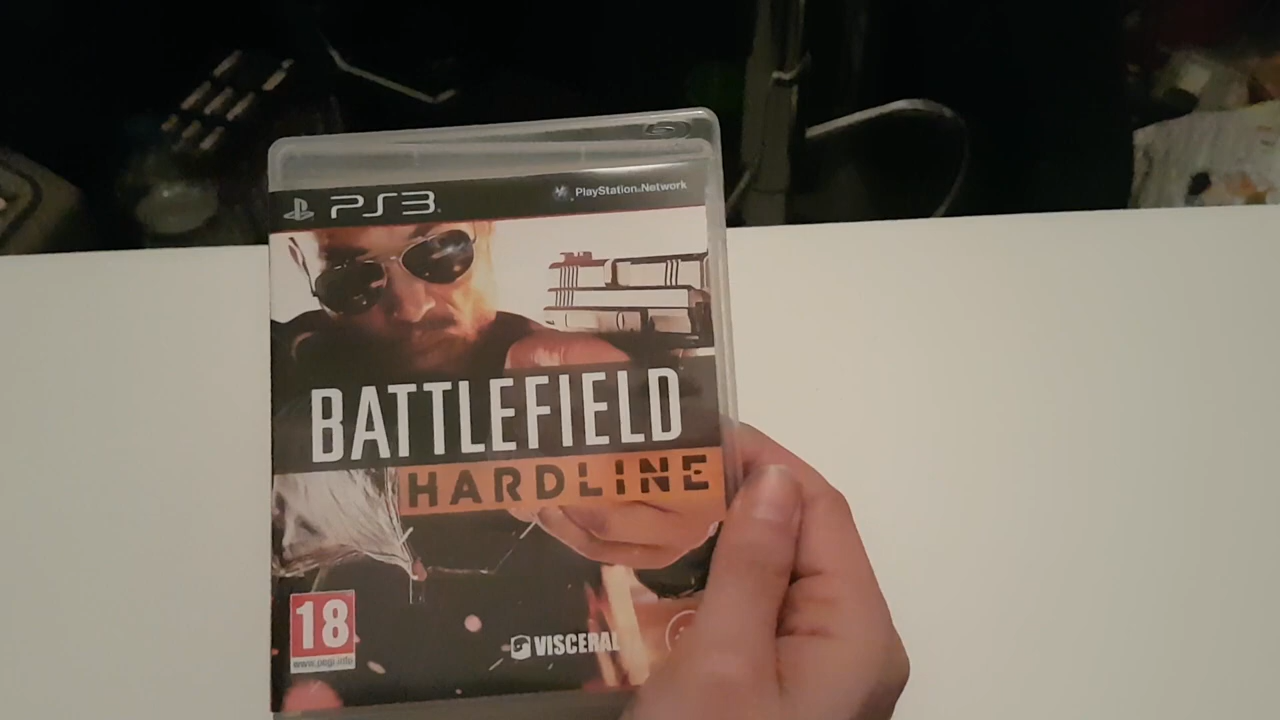 PS3
PlayStation Network
BATTLEFIELD
HARDLINE
18
www.pegi.info
VISCERAL